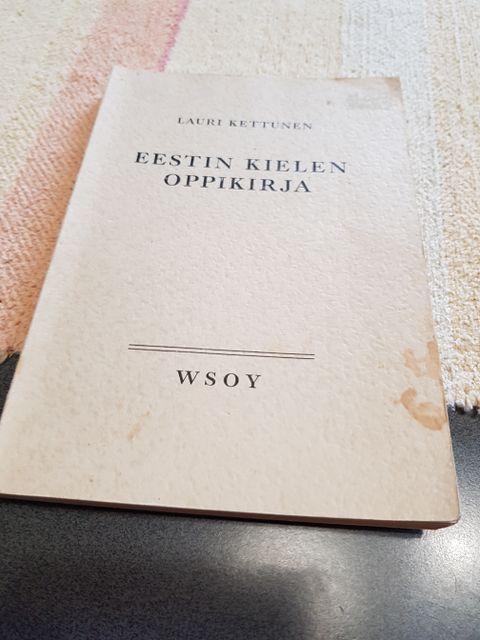 LAURI KETTUNEN
EESTIN KIELEN
OPPIKIRJA
WSOY